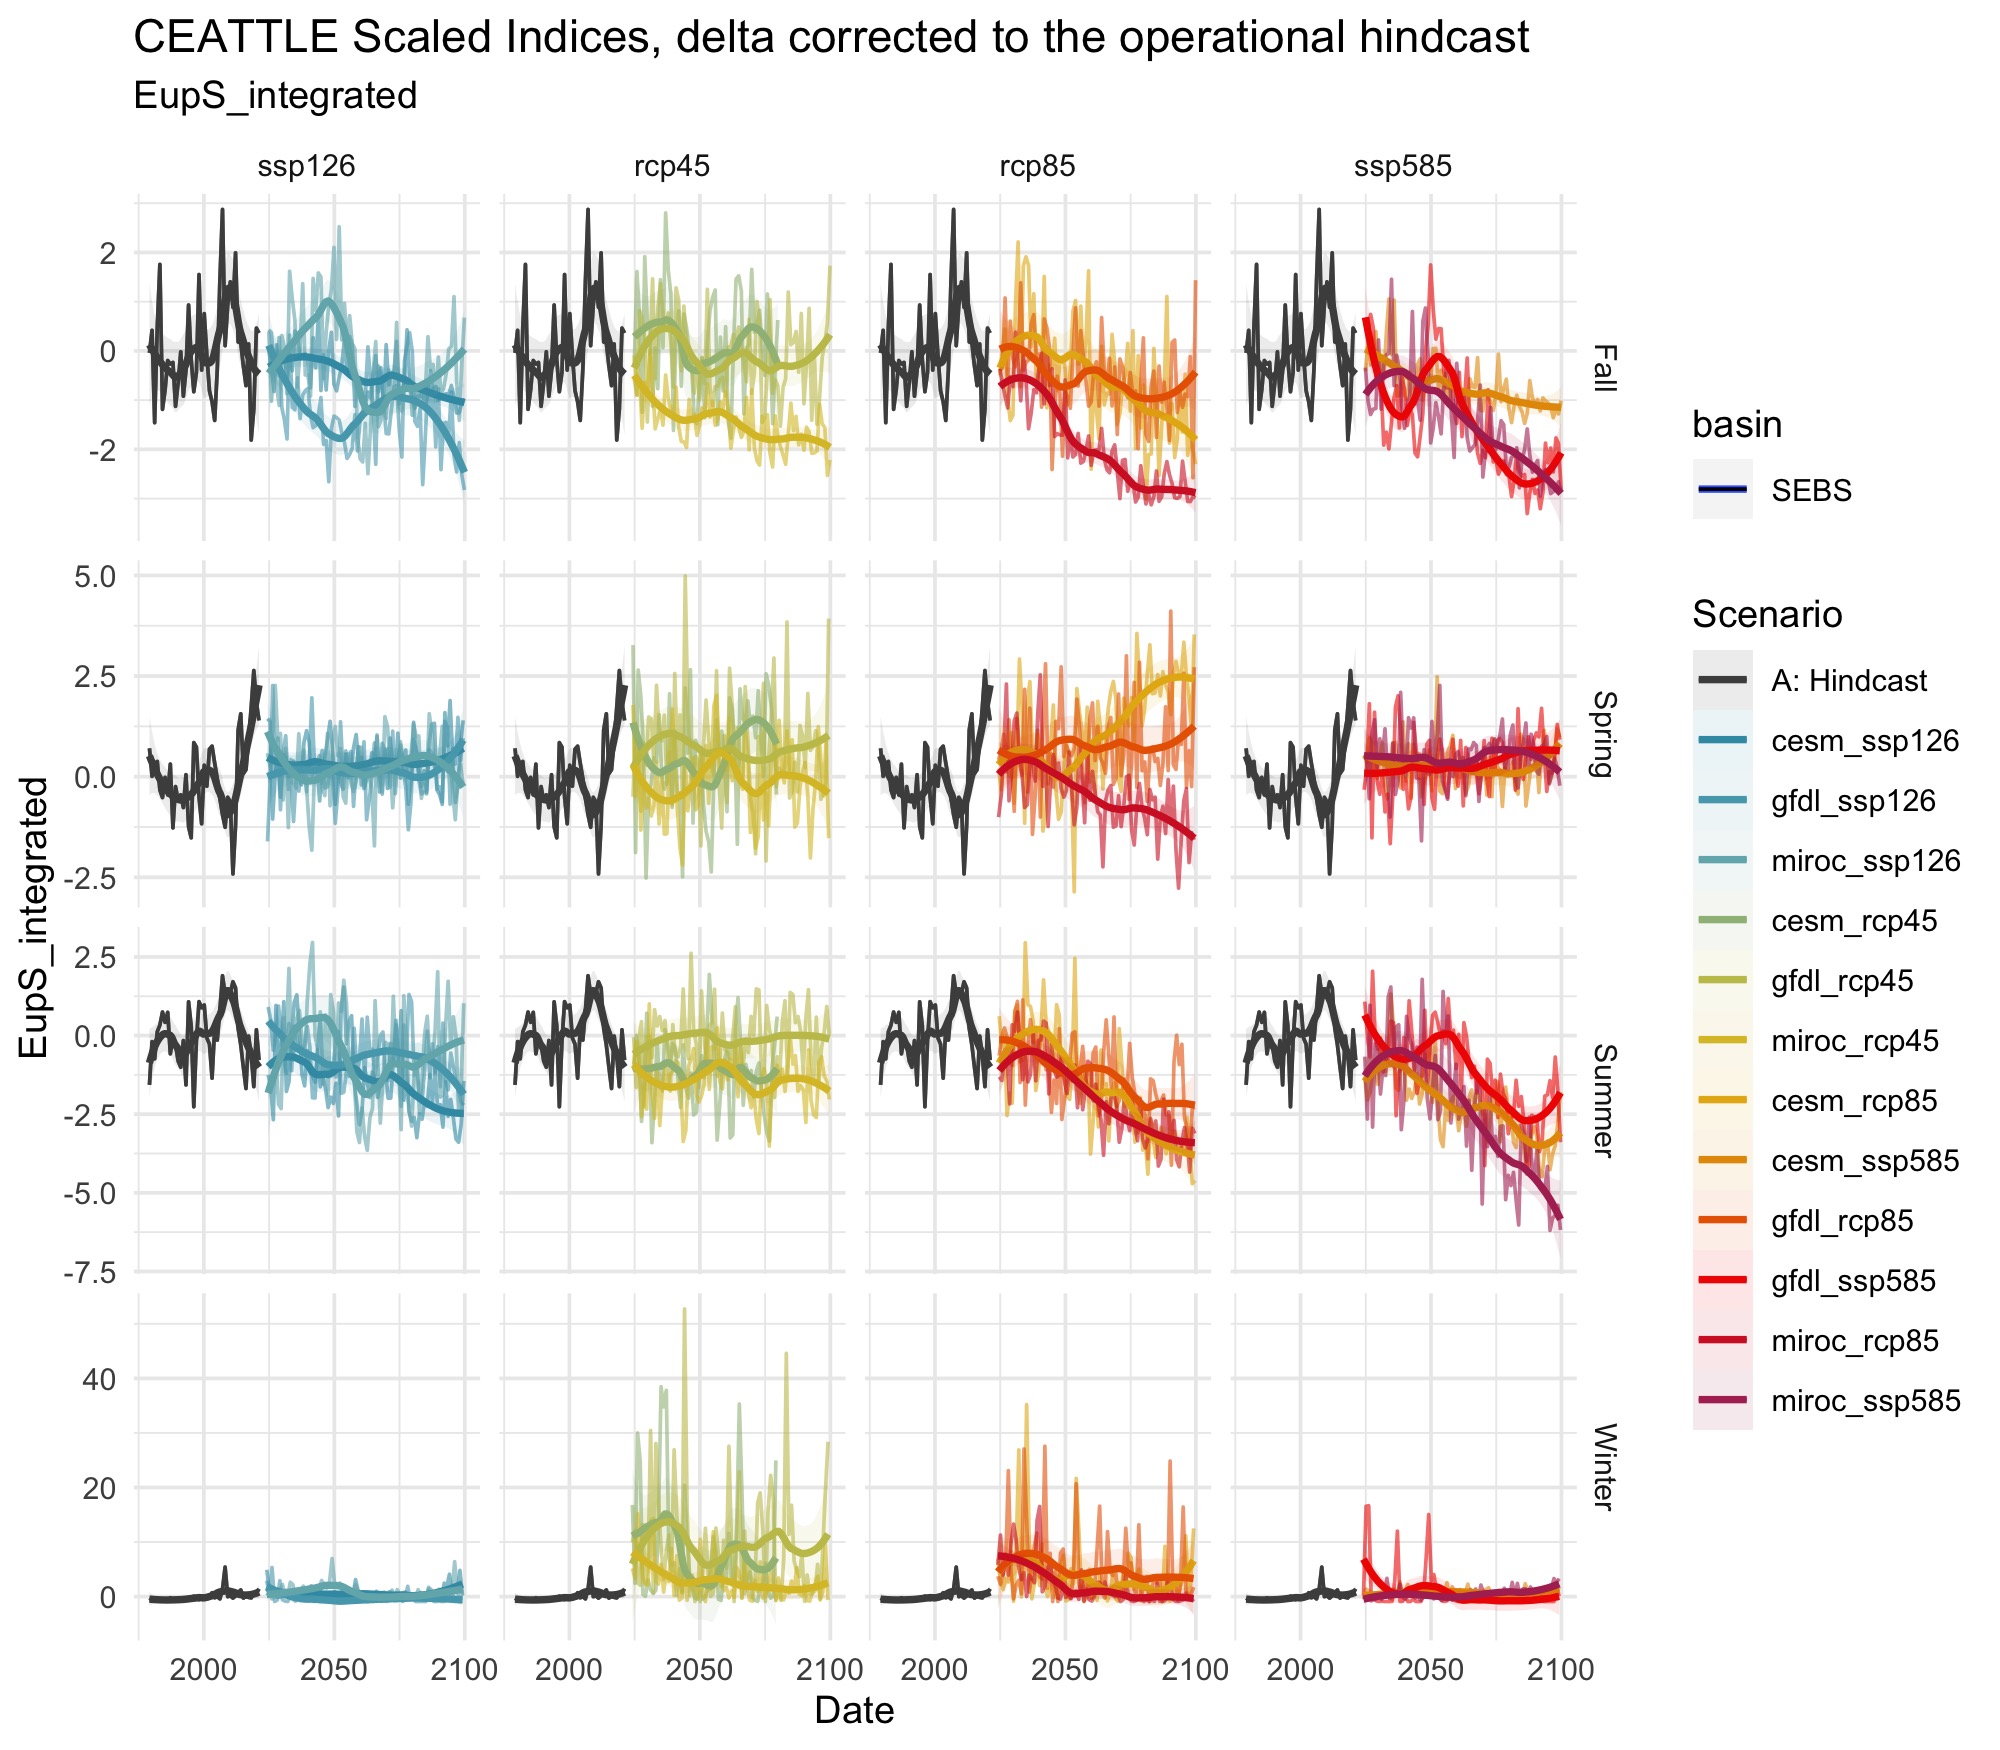 CEATTLE Scaled Indices, delta corrected to the operational hindcast
EupS_integrated
ssp126 rcp45 rcp85 ssp585
2
0
-2
Fall
5.0
2.5
0.0
-2.5
Spring
2.5
0.0
-2.5
-5.0
-7.5
Summer
40
20
0
Winter
EupS_integrated
2000 2050 2100 2000 2050 2100 2000 2050 2100 2000 2050 2100
Date
basin
SEBS
Scenario
A: Hindcast
cesm_ssp126
gfdl_ssp126
miroc_ssp126
cesm_rcp45
gfdl_rcp45
miroc_rcp45
cesm_rcp85
cesm_ssp585
gfdl_rcp85
gfdl_ssp585
miroc_rcp85
miroc_ssp585